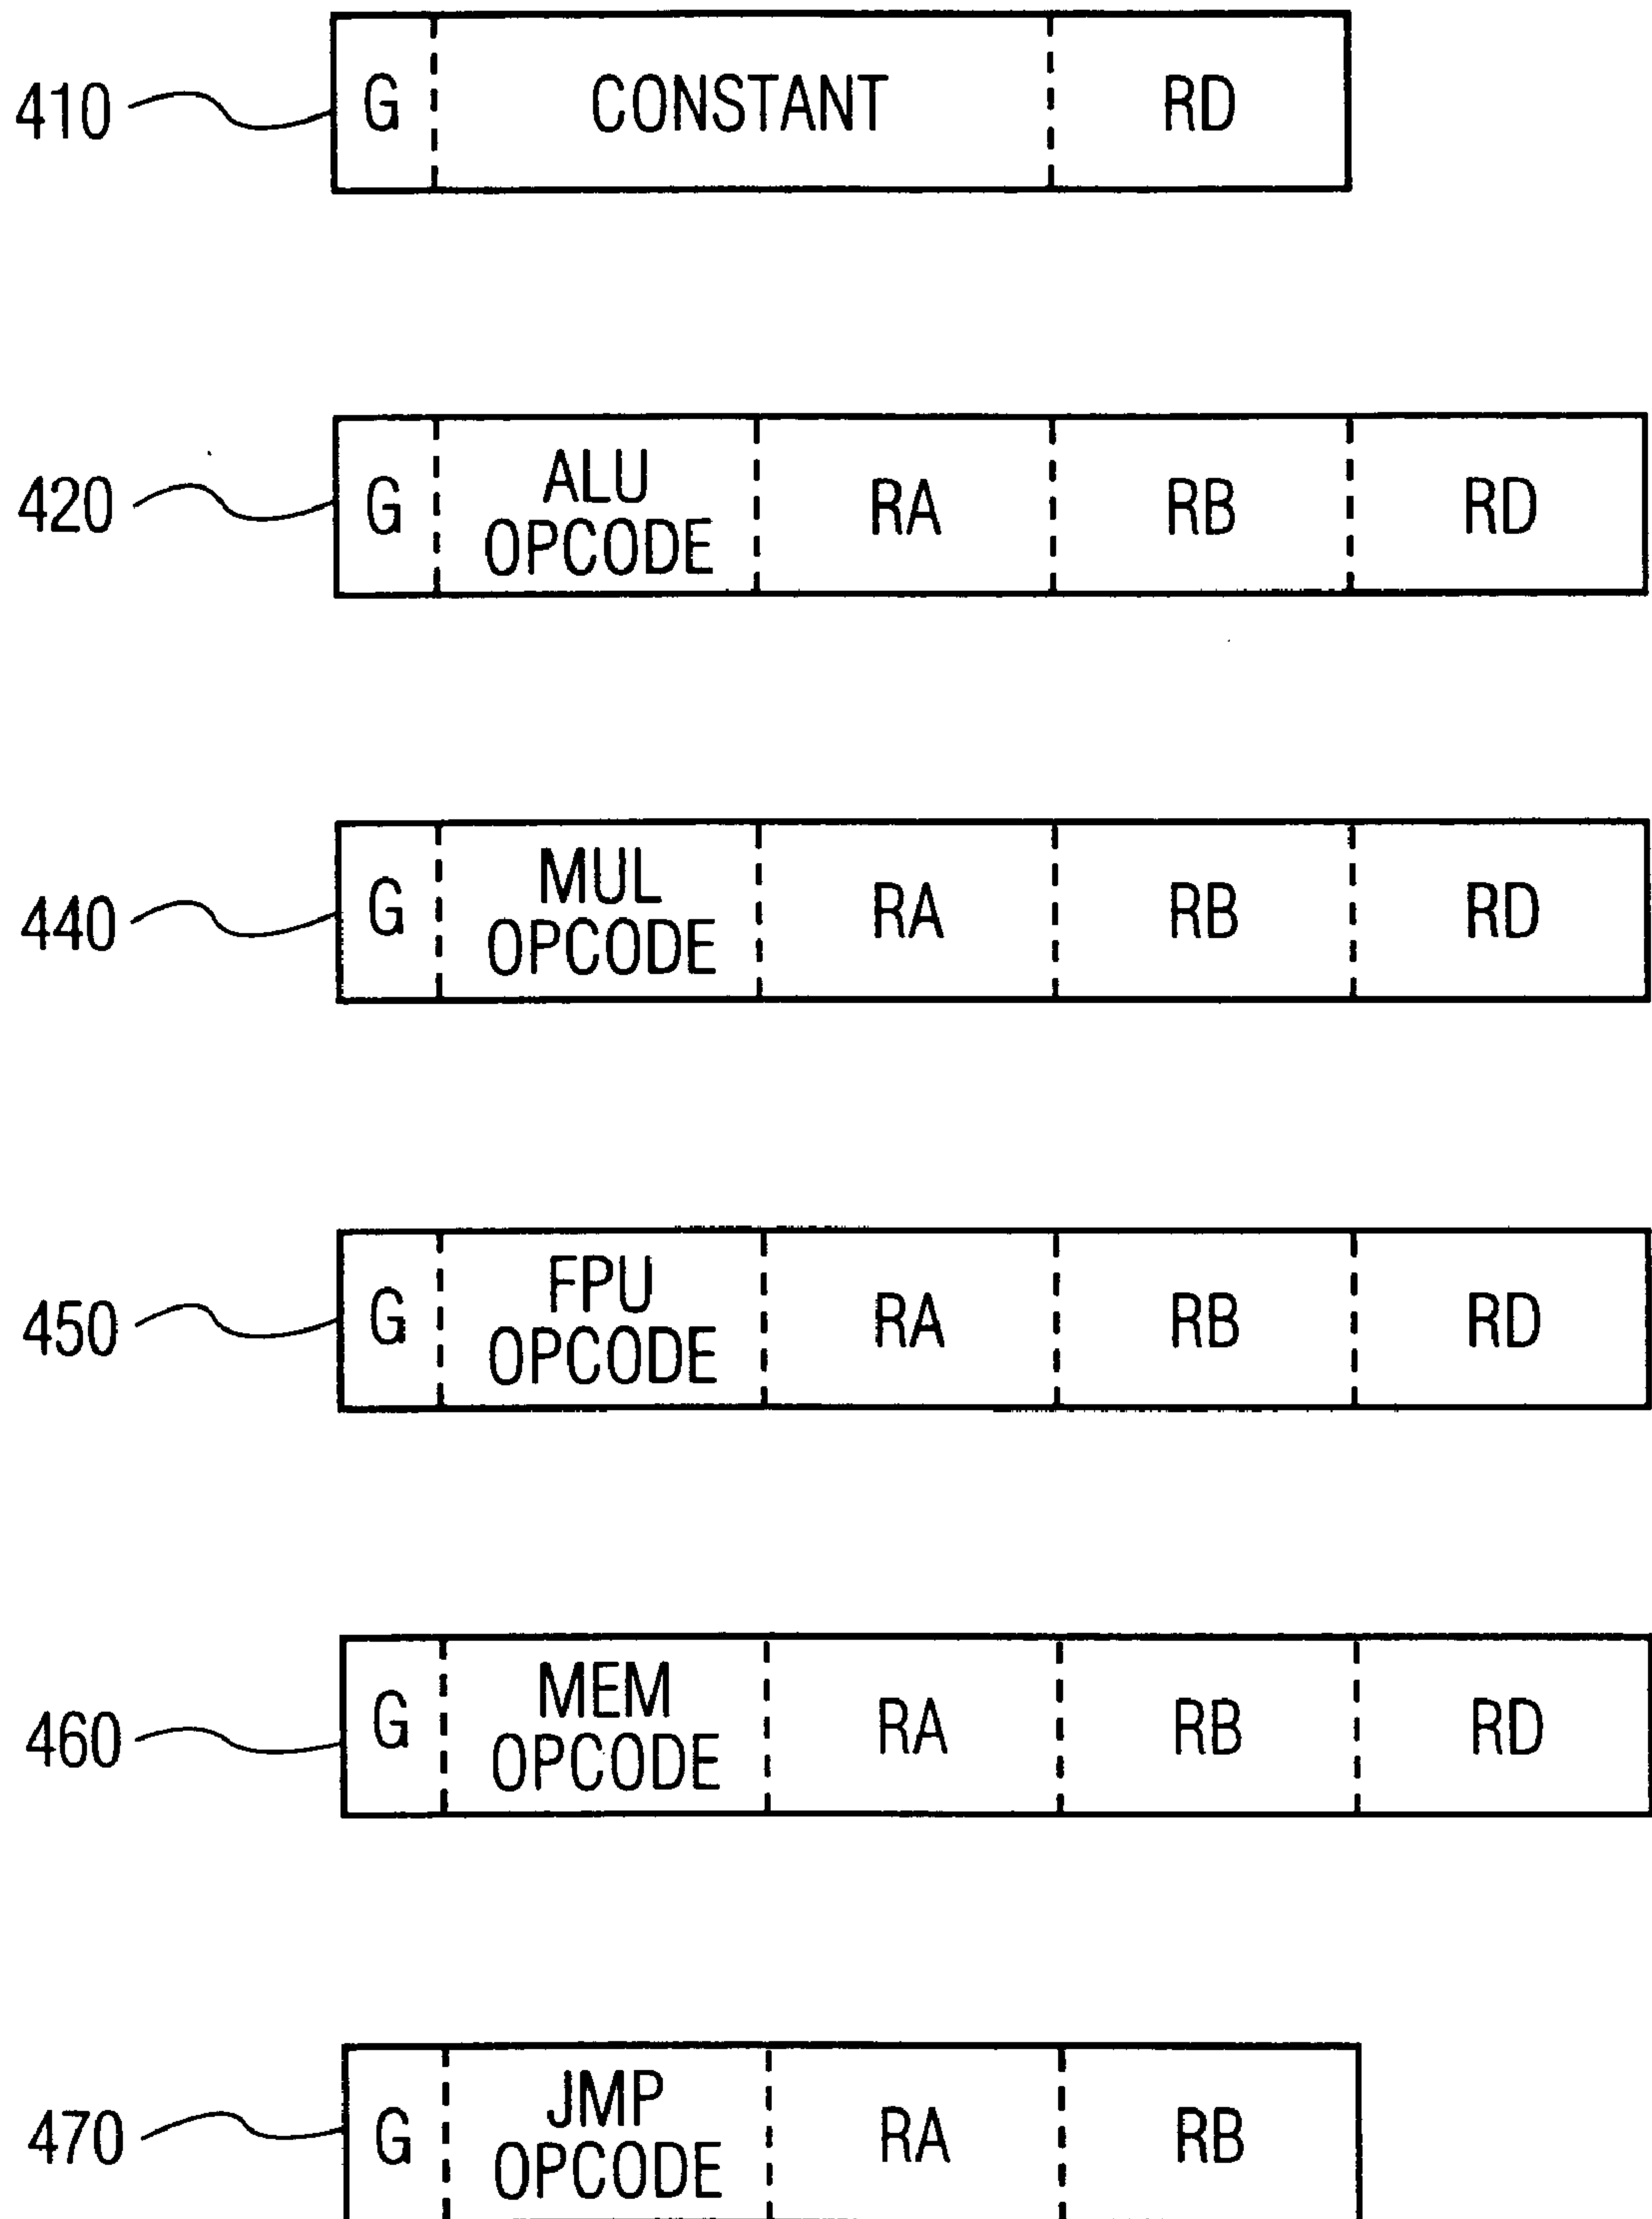 410 G CONSTANT RD
420 G ALU OPCODE RA RB RD
440 G MUL OPCODE RA RB RD
450 G FPU OPCODE RA RB RD
460 G MEM OPCODE RA RB RD
470 G JMP OPCODE RA RB